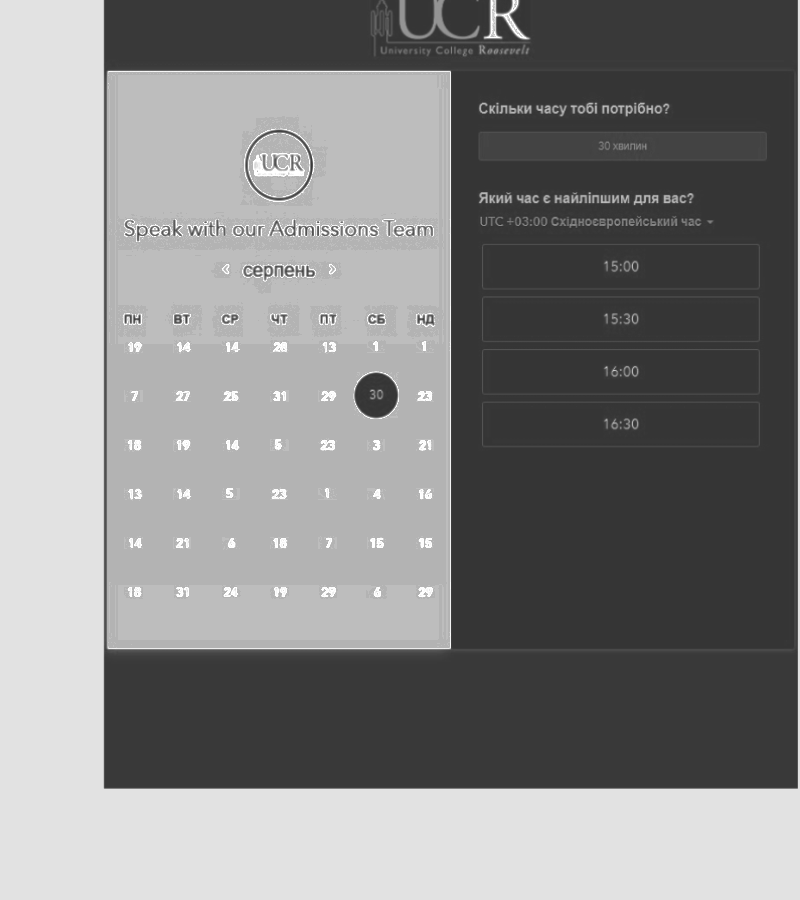 UCR
University College Roosevelt
UCR
Speak with our Admissions Team
‹ серпень ›
ПН ВТ СР ЧТ ПТ СБ НД
19 14 14 28 13 1 1
7 27 25 31 29 30 23
18 19 14 5 23 3 21
13 14 5 23 1 4 16
14 21 6 18 7 15 15
18 31 24 19 29 6 29
Скільки часу тобі потрібно?
30 хвилин
Який час є найліпшим для вас?
UTC +03:00 Східноєвропейський час
15:00
15:30
16:00
16:30